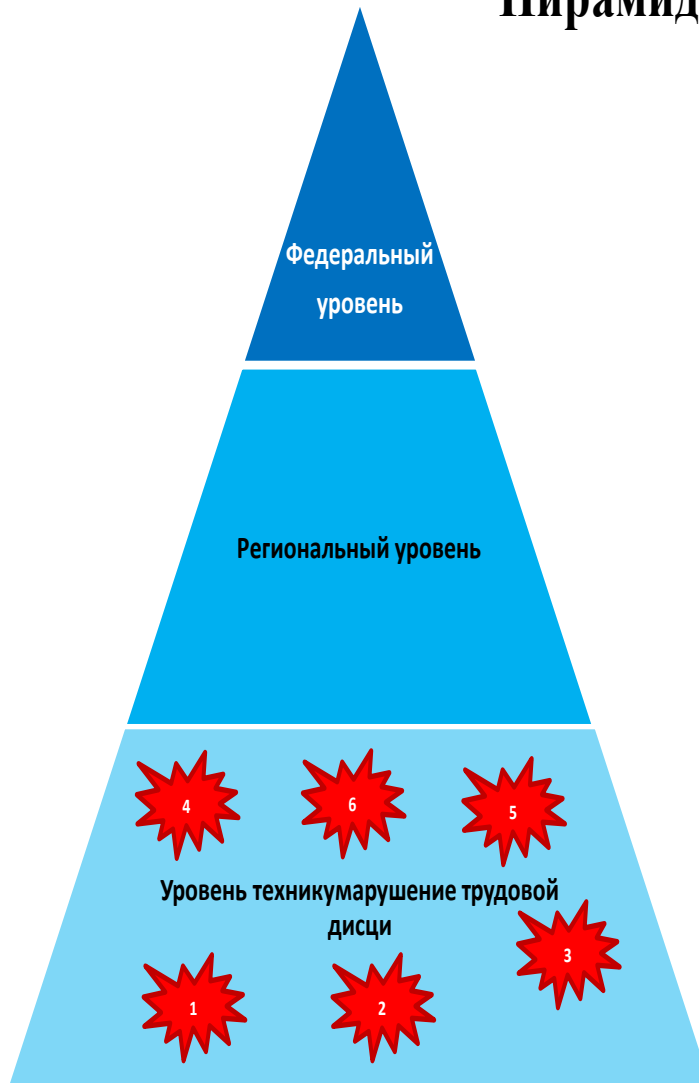 Пирамид
Федеральный
уровень
Региональный уровень
4 6 5
Уровень техникумарушение трудовой
дисци
3
1 2